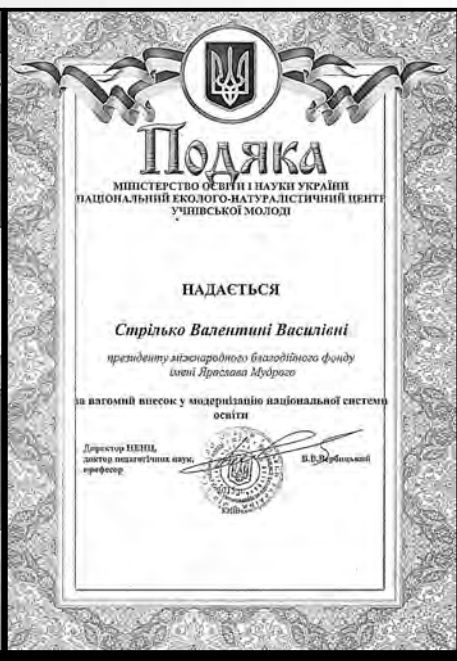 Подяка
МІНІСТЕРСТВО ОСВІТИ І НАУКИ УКРАЇНИ
НАЦІОНАЛЬНИЙ ЕКОЛОГО-НАТУРАЛІСТИЧНИЙ ЦЕНТР
УЧНІВСЬКОЇ МОЛОДІ
НАДАЄТЬСЯ
Стрілько Валентині Василівні
президенту міжнародного благодійного фонду
імені Ярослава Мудрого
за вагомий внесок у модернізацію національної системи
освіти
Директор НЕНЦ,
доктор педагогічних наук,
професор
В.В.Вербицький
КИЇВ